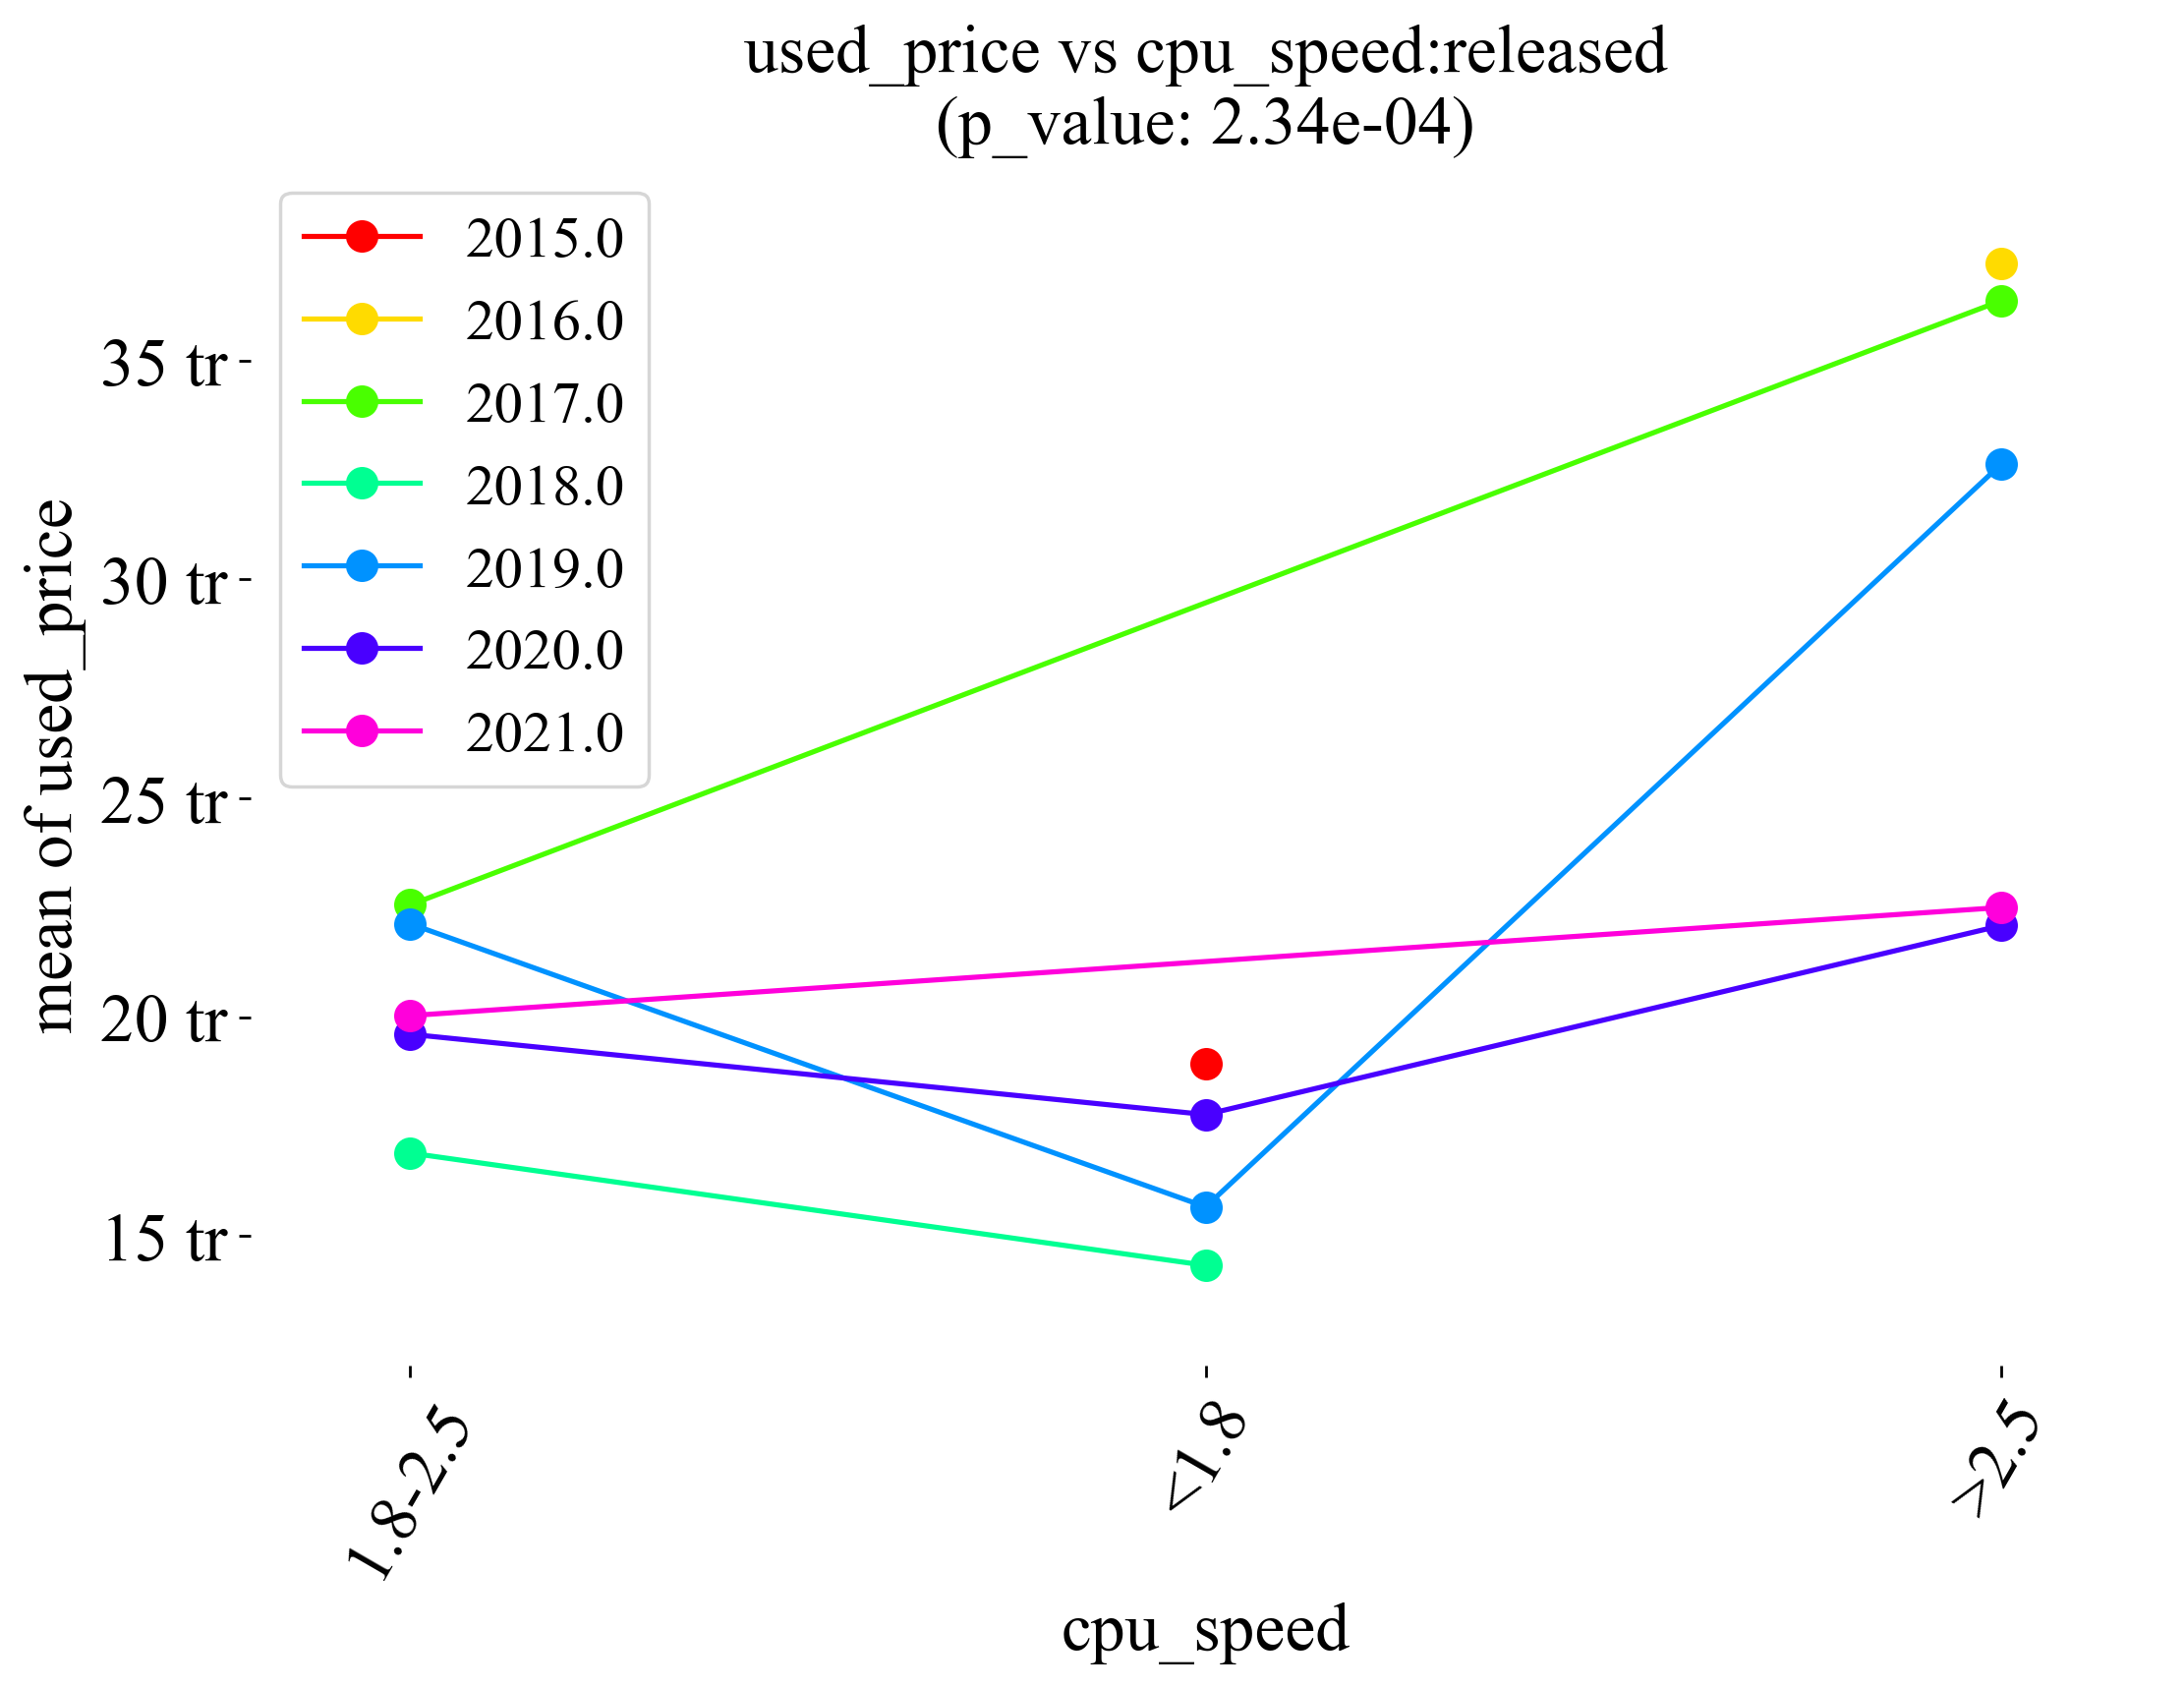 used_price vs cpu_speed:released
(p_value: 2.34e-04)
2015.0
2016.0
2017.0
2018.0
2019.0
2020.0
2021.0
35 tr
30 tr
25 tr
20 tr
15 tr
mean of used_price
1.8-2.5
<1.8
>2.5
cpu_speed